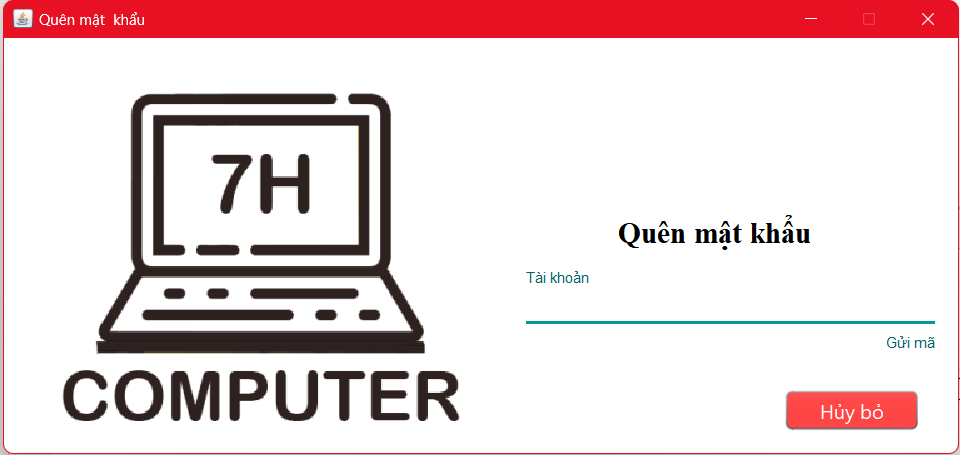 Quên mật  khẩu
7H
COMPUTER
Quên mật khẩu
Tài khoản
Gửi mã
Hủy bỏ